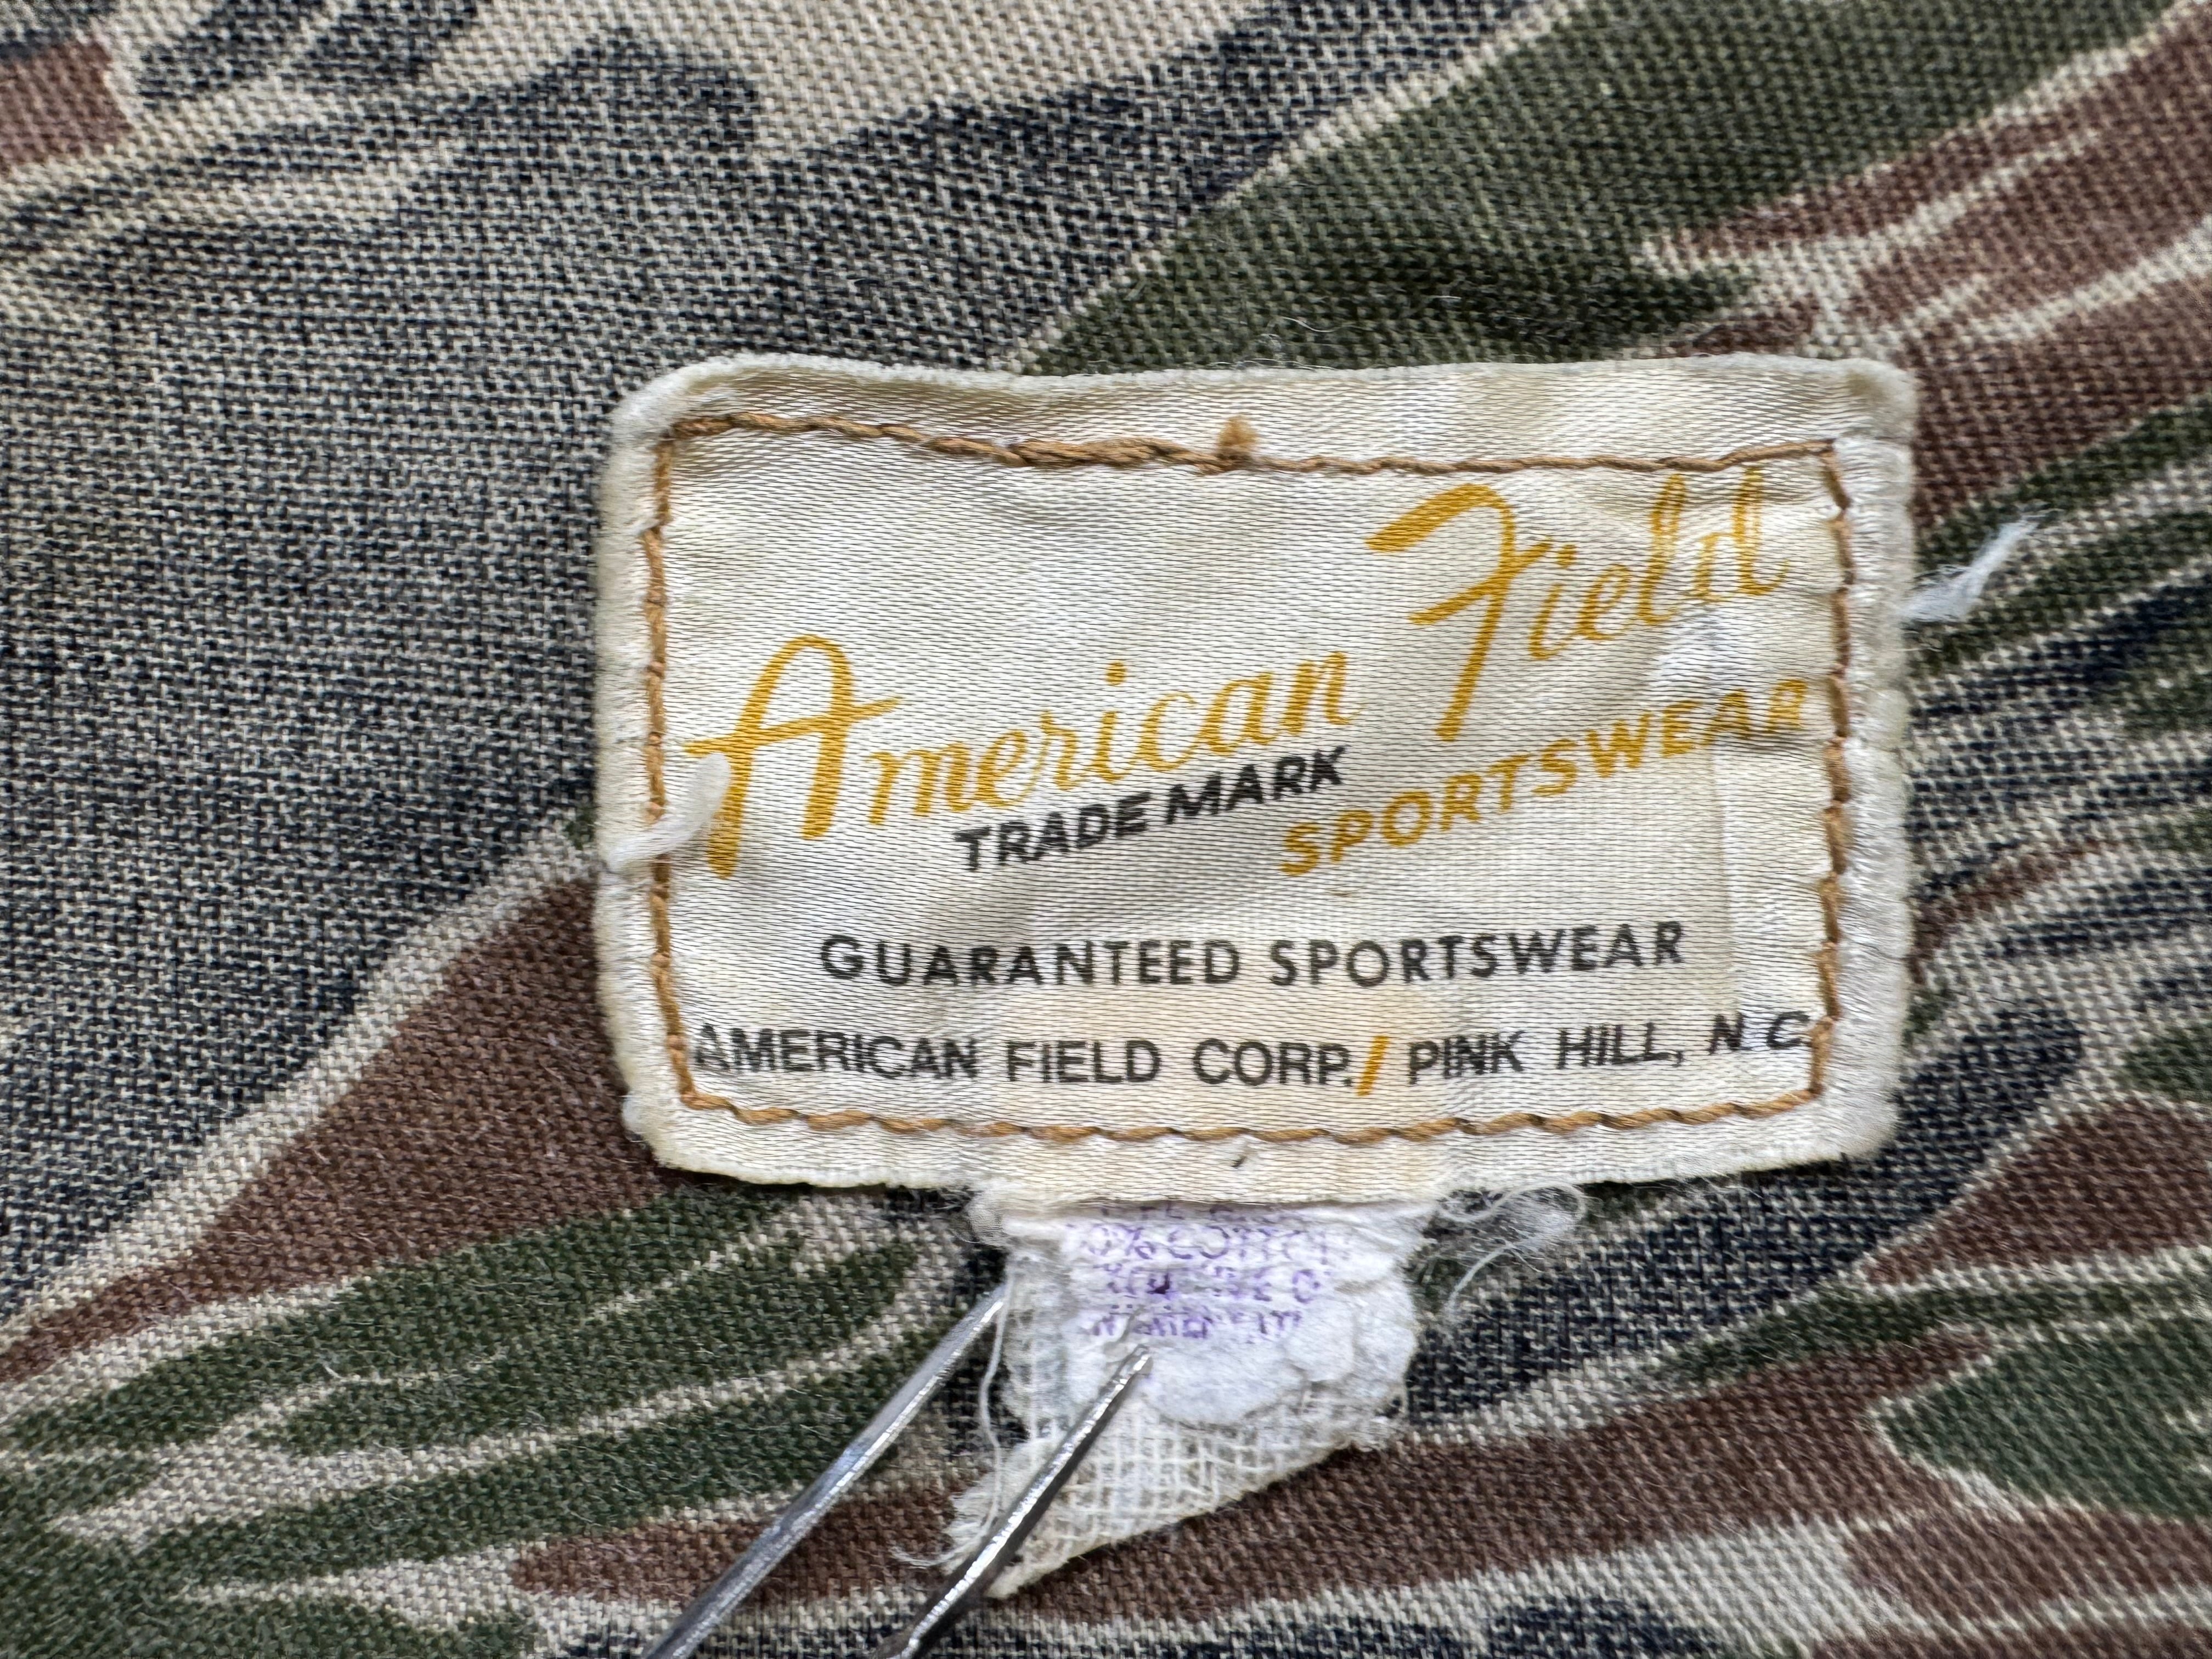 American Field
TRADE MARK
SPORTSWEAR
GUARANTEED SPORTSWEAR
AMERICAN FIELD CORP. / PINK HILL, N.C.